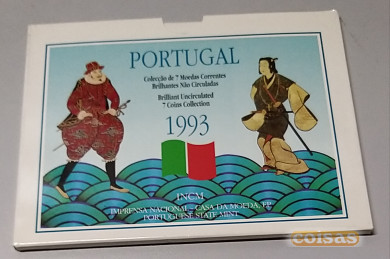 PORTUGAL
Colecção de 7 Moedas Correntes
Brilhantes Não Circuladas
Brilliant Uncirculated
7 Coins Collection
1993
INCM
IMPRENSA NACIONAL - CASA DA MOEDA, EP
PORTUGUESE STATE MINT
coisas